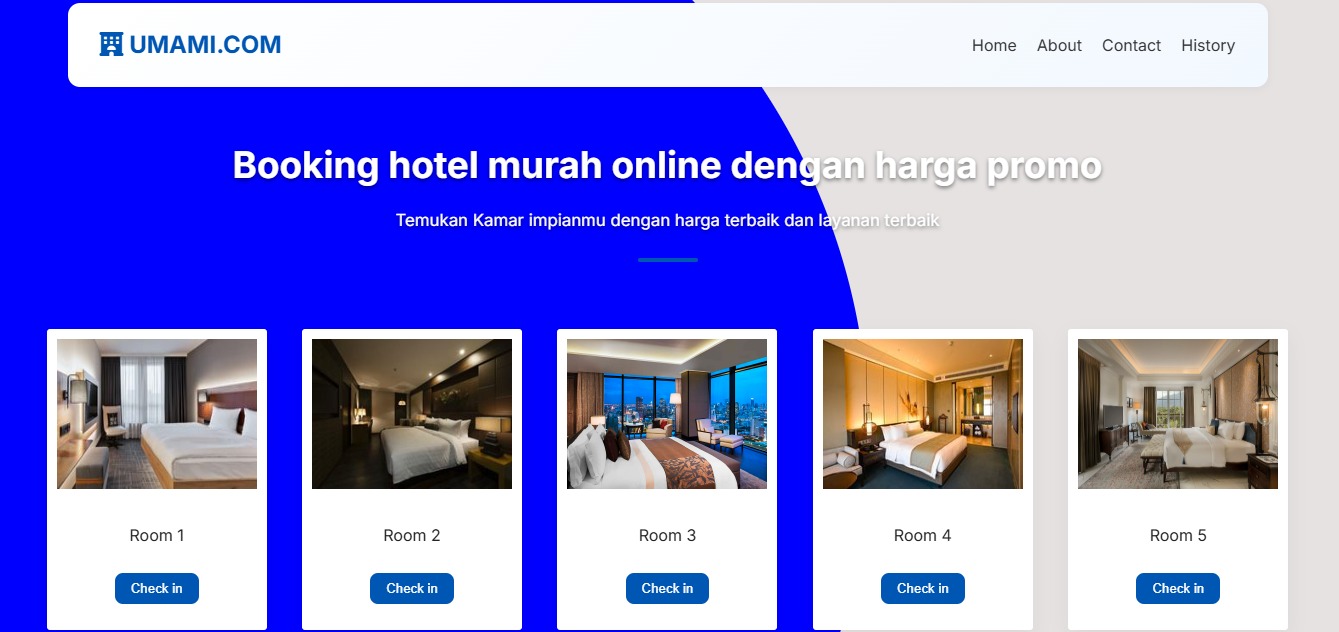 UMAMI.COM
Home About Contact History
Booking hotel murah online dengan harga promo
Temukan Kamar impianmu dengan harga terbaik dan layanan terbaik
Room 1 Room 2 Room 3 Room 4 Room 5
Check in Check in Check in Check in Check in